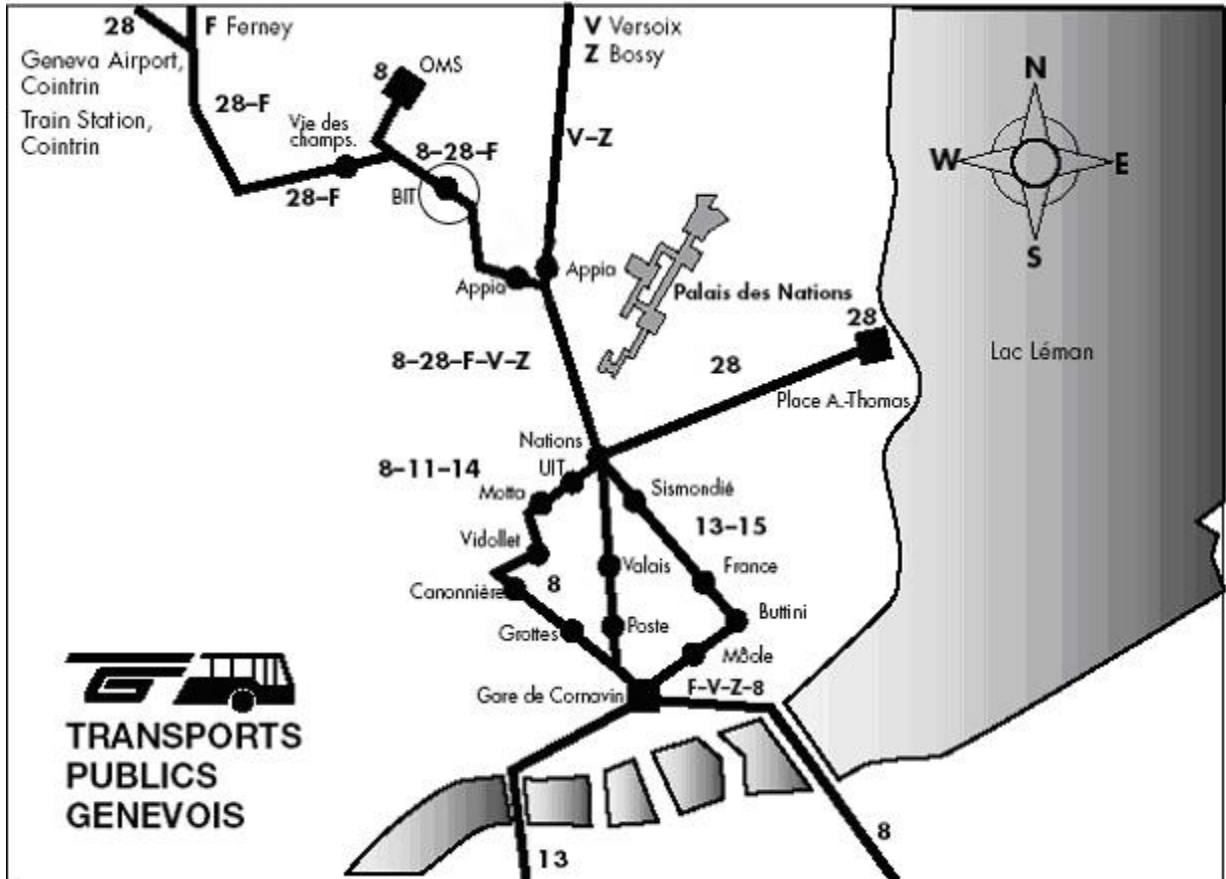 28
F Ferney
V Versoix
Z Bossy
Geneva Airport,
Cointrin
Train Station,
Cointrin
8
OMS
N
28-F
Vie des
champs.
8-28-F
V-Z
W
E
28-F
BIT
S
Appia
Appia
Palais des Nations
28
8-28-F-V-Z
28
Lac Léman
Place A.-Thomas
Nations
8-11-14
UIT
Motta
Sismondié
13-15
Vidollet
8
Valais
France
Canonnière
Buttini
Grottes
Poste
Môole
Gare de Cornavin
F-V-Z-8
TRANSPORTS
PUBLICS
GENEVOIS
8
13